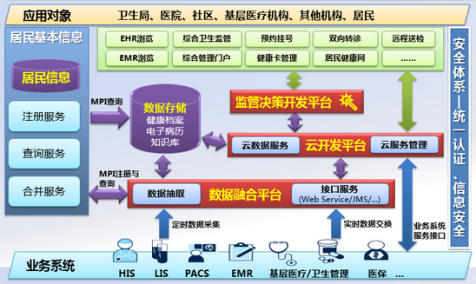 应用对象
卫生局、医院、社区、基层医疗机构、其他机构、居民
居民基本信息
居民信息
注册服务
查询服务
合并服务
EHR浏览
综合卫生监管
预约挂号
双向转诊
远程送检
EMR浏览
综合管理门户
健康卡管理
居民健康网
……
MPI查询
数据存储
健康档案
电子病历
知识库
监管决策开发平台
云数据服务
云开发平台
云服务管理
MPI注册与
查询
数据抽取
数据融合平台
接口服务
(Web Service/JMS/...)
定时数据采集
实时数据交换
业务系统
服务接口
安全体系—统一认证、信息安全
业务系统
HIS
LIS
PACS
EMR
基层医疗/卫生管理
医保
...